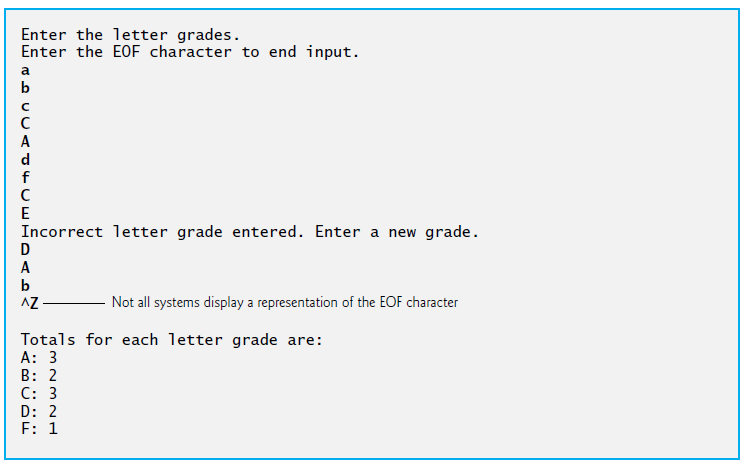 Enter the letter grades.
Enter the EOF character to end input.
a
b
c
C
A
d
f
C
E
Incorrect letter grade entered. Enter a new grade.
D
A
b
^Z Not all systems display a representation of the EOF character
Totals for each letter grade are:
A: 3
B: 2
C: 3
D: 2
F: 1